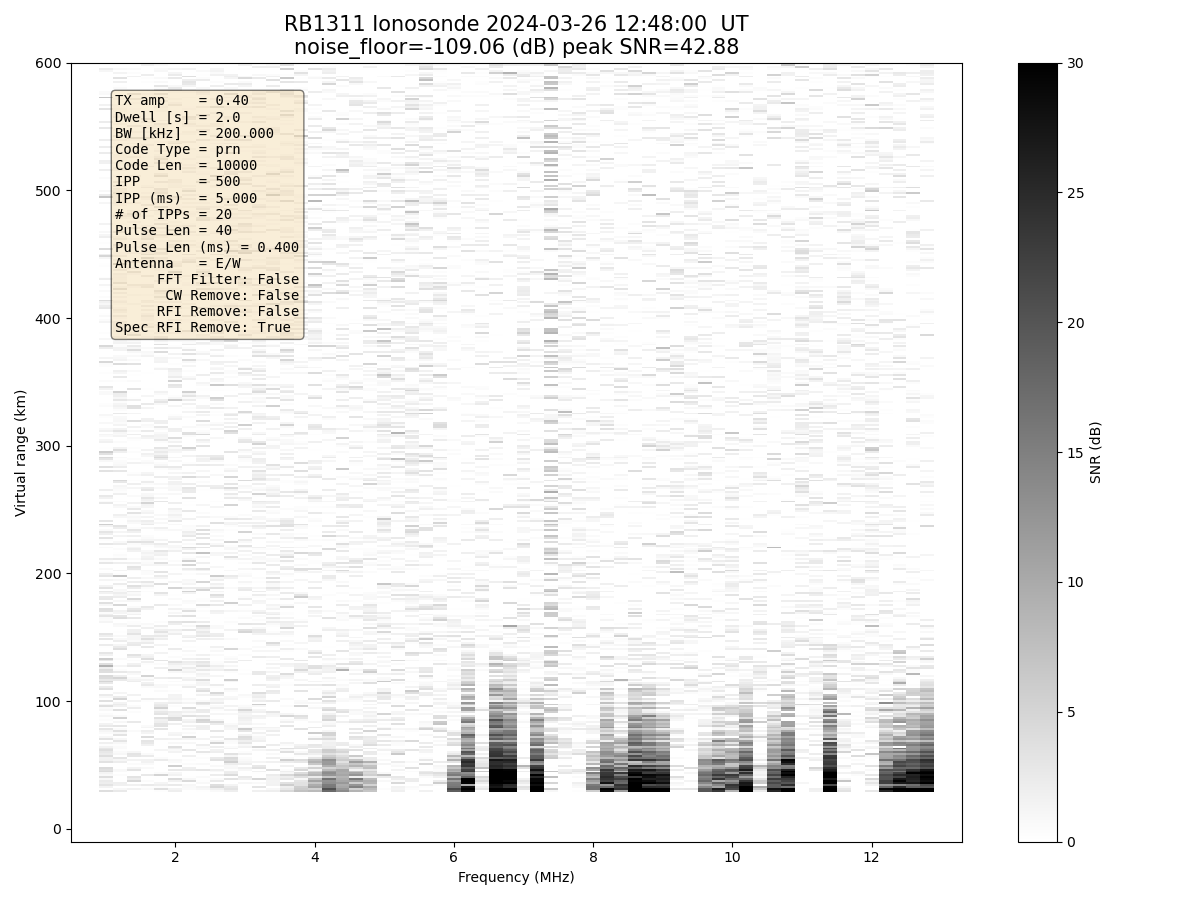 RB1311 Ionosonde 2024-03-26 12:48:00  UT
noise_floor=-109.06 (dB) peak SNR=42.88
600
500
400
300
200
100
0
Virtual range (km)
TX amp    = 0.40
Dwell [s] = 2.0
BW [kHz]  = 200.000
Code Type = prn
Code Len  = 10000
IPP       = 500
IPP (ms)  = 5.000
# of IPPs = 20
Pulse Len = 40
Pulse Len (ms) = 0.400
Antenna   = E/W
FFT Filter: False
CW Remove: False
RFI Remove: False
Spec RFI Remove: True
2 4 6 8 10 12
Frequency (MHz)
30
25
20
15
10
5
0
SNR (dB)